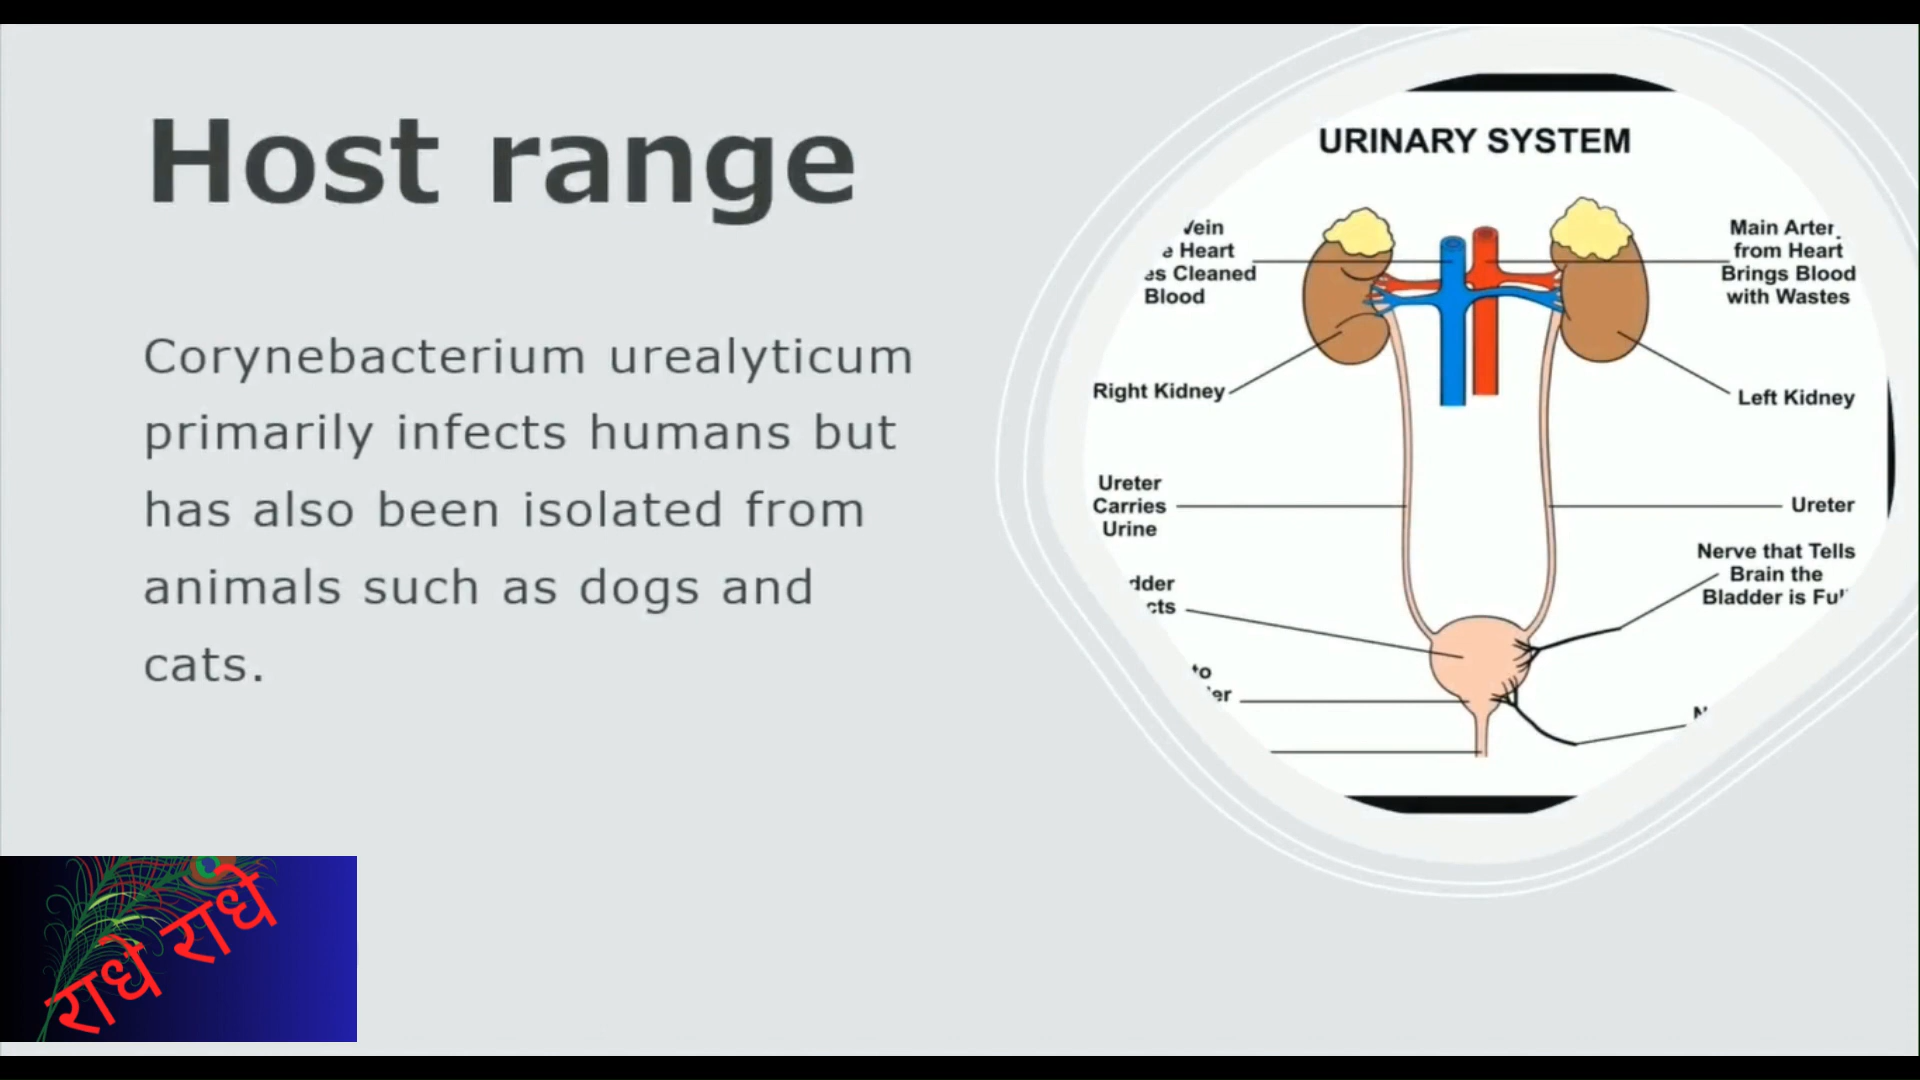 Host range
Corynebacterium urealyticum
primarily infects humans but
has also been isolated from
animals such as dogs and
cats.
URINARY SYSTEM
Heart
Cleaned
Blood
Main
from Heart
Brings Blood
with Wastes
Right Kidney
Left Kidney
Ureter
Carries
Urine
Ureter
Nerve that Tells
Brain the
Bladder is
राधे राधे